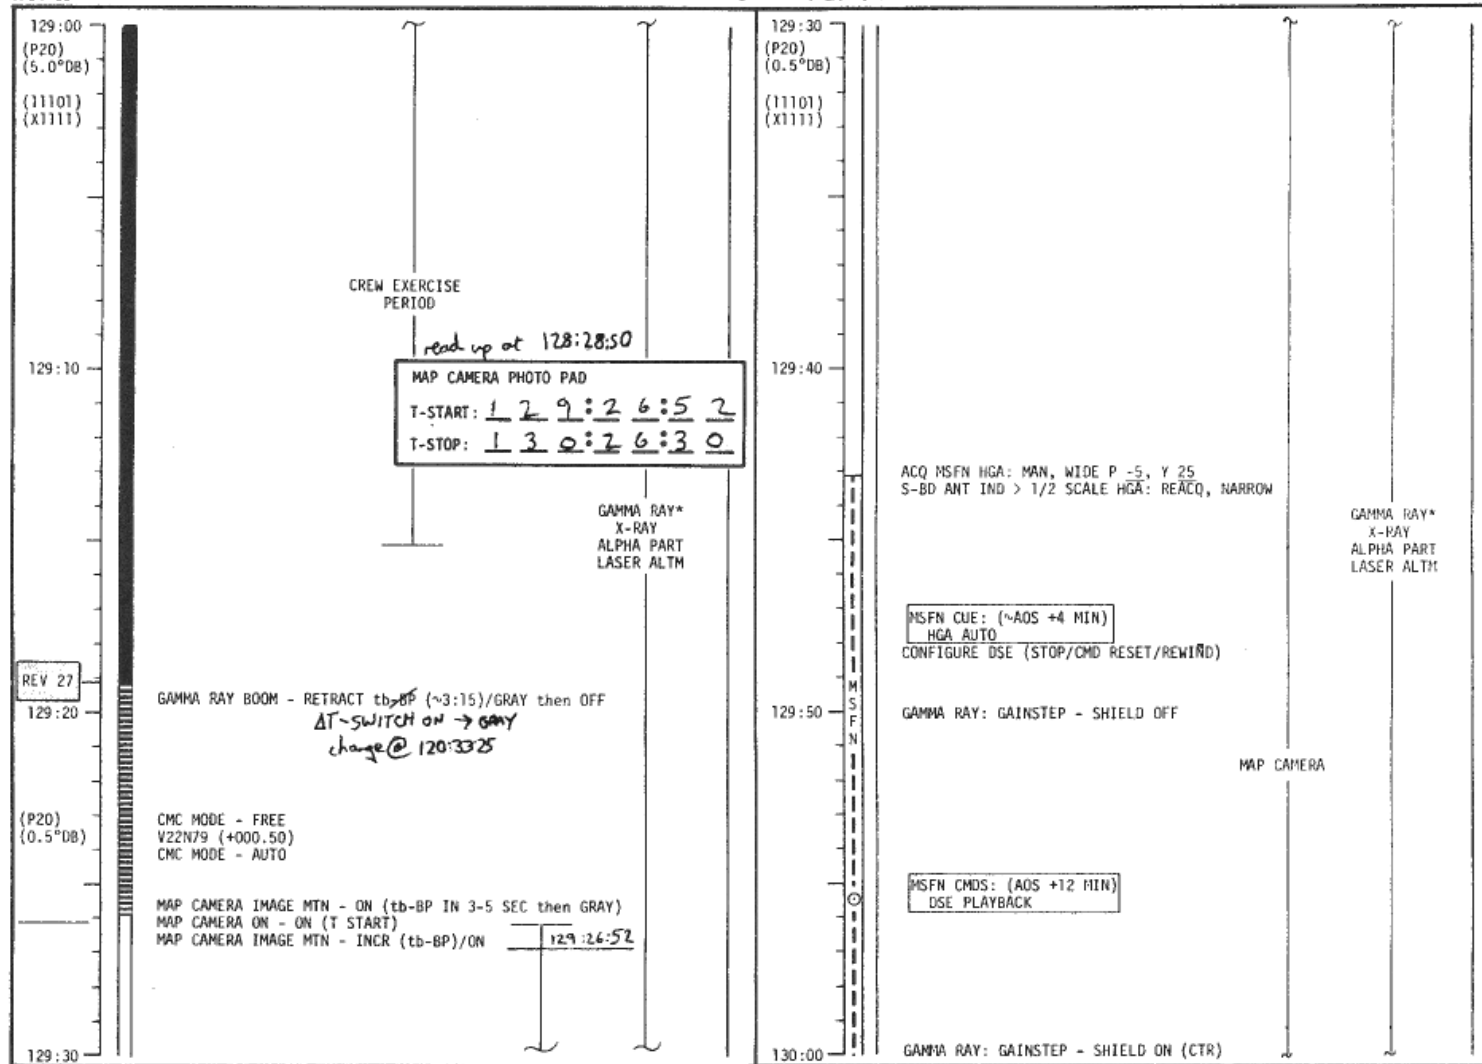 129:00
(P20)
(5.0°DB)
(11101)
(X1111)
CREW EXERCISE
PERIOD
read up at 128:28:50
129:10
MAP CAMERA PHOTO PAD
T-START: 1 2 9:2 6:5 2
T-STOP: 1 3 0:2 6:3 0
GAMMA RAY*
X-RAY
ALPHA PART
LASER ALTM
REV 27
129:20
GAMMA RAY BOOM - RETRACT tb-BP (~3:15)/GRAY then OFF
ΔT-SWITCH ON → GRAY
change@ 120:3325
(P20)
(0.5°DB)
CMC MODE - FREE
V22N79 (+000.50)
CMC MODE - AUTO
MAP CAMERA IMAGE MTN - ON (tb-BP IN 3-5 SEC then GRAY)
MAP CAMERA ON - ON (T START)
MAP CAMERA IMAGE MTN - INCR (tb-BP)/ON
129:26:52
129:30
129:30
(P20)
(0.5°DB)
(11101)
(X1111)
129:40
ACQ MSFN HGA: MAN, WIDE P -5, Y 25
S-BD ANT IND > 1/2 SCALE HGA: REACQ, NARROW
GAMMA RAY*
X-RAY
ALPHA PART
LASER ALTM
MSFN CUE: (~AOS +4 MIN)
HGA AUTO
CONFIGURE DSE (STOP/CMD RESET/REWIND)
MSFN
129:50
GAMMA RAY: GAINSTEP - SHIELD OFF
MAP CAMERA
MSFN CMDS: (AOS +12 MIN)
DSE PLAYBACK
130:00
GAMMA RAY: GAINSTEP - SHIELD ON (CTR)